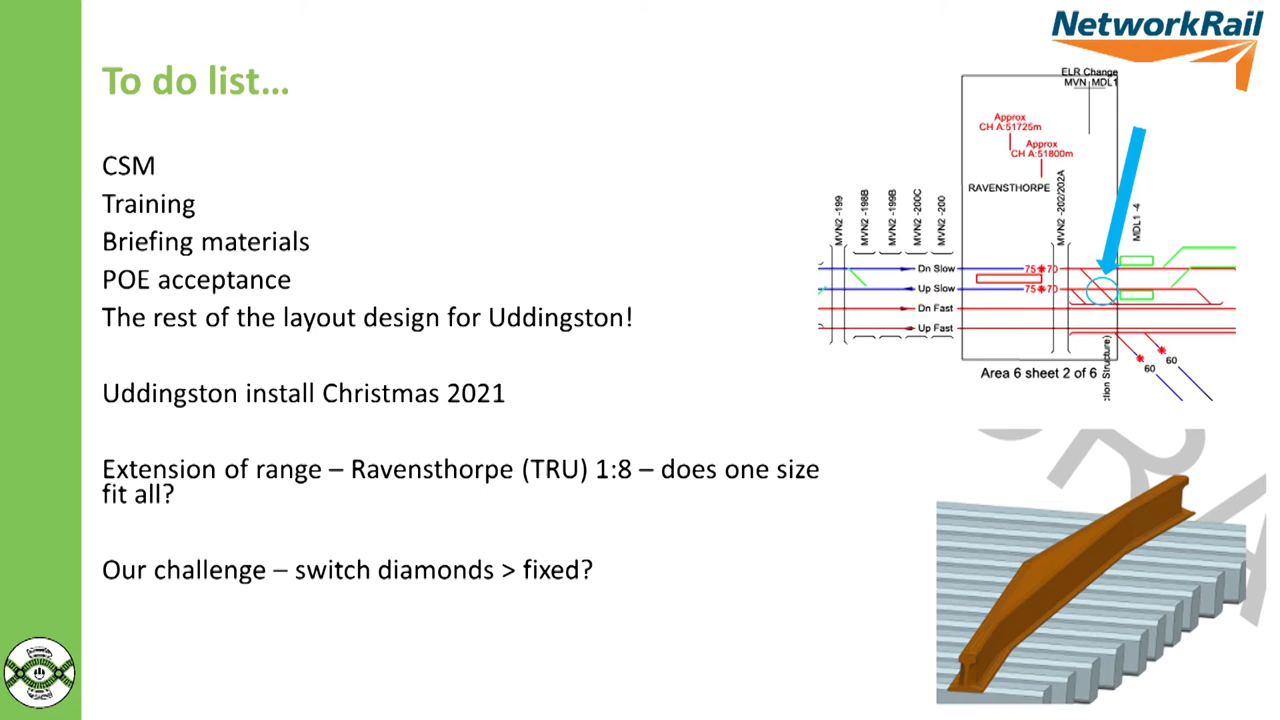 NetworkRail
To do list...
CSM
Training
Briefing materials
POE acceptance
The rest of the layout design for Uddingston!
Uddingston install Christmas 2021
Extension of range – Ravensthorpe (TRU) 1:8 – does one size
fit all?
Our challenge – switch diamonds > fixed?
ELR Change
MVN MDL1
Approx
CH A:51725m
Approx
CH A:51800m
RAVENSTHORPE
MVN2 -199
MVN2 -198B
MVN2 -199B
MVN2 -200C
MVN2 -200
MVN2 -202/202A
MDL1 -4
Dn Slow
75 70
Up Slow
75 70
Dn Fast
Up Fast
60
60
Area 6 sheet 2 of 6
tion Structure)